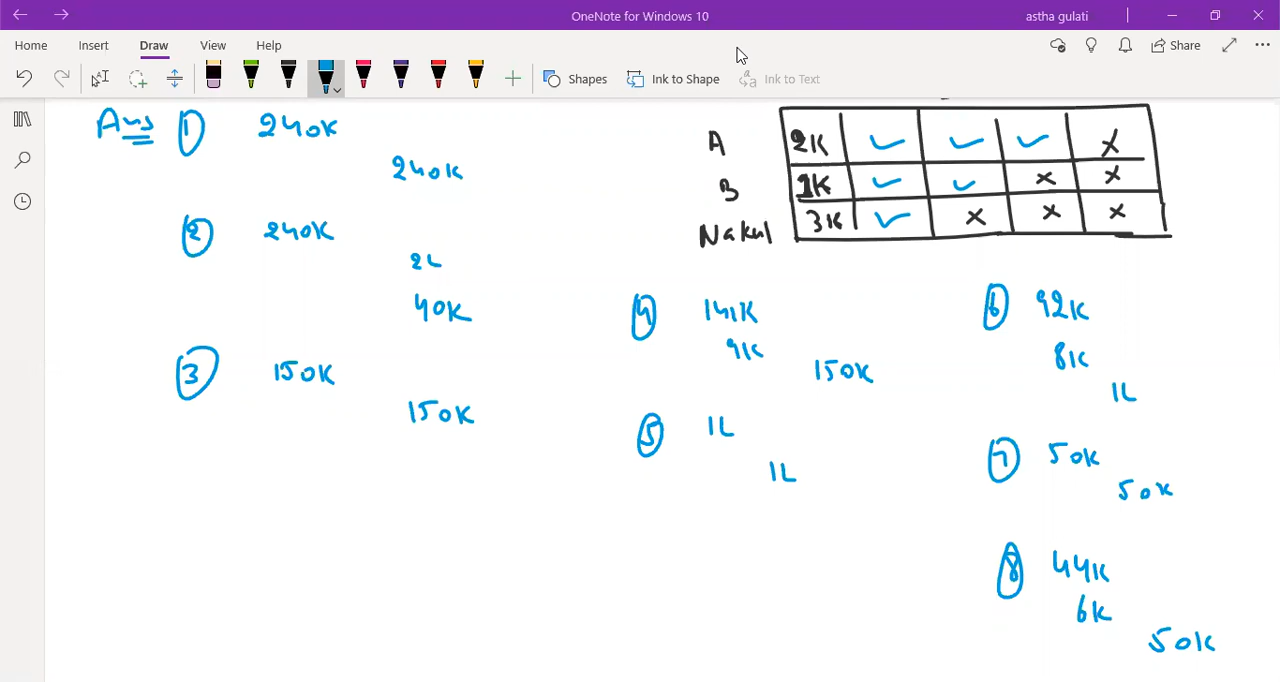 OneNote for Windows 10
astha gulati
Home Insert Draw View Help
Share
Shapes Ink to Shape Ink to Text
Ans ① 240K
240K
② 240K
2L
40K
③ 150K
150K
A 2K ✓ ✓ ✓ ✗
B 1K ✓ ✓ ✗ ✗
Nakul 3K ✓ ✗ ✗ ✗
④ 141K
9K
150K
⑤ 1L
1L
⑥ 92K
8K
1L
⑦ 50K
50K
⑧ 44K
6K
50K